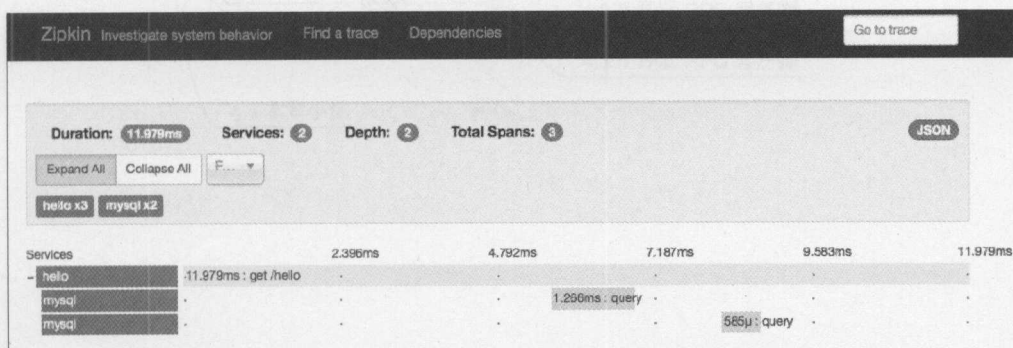 Zipkin Investigate system behavior Find a trace Dependencies Go to trace
Duration: 11.979ms Services: 2 Depth: 2 Total Spans: 3 JSON
Expand All Collapse All F... ▼
hello x3 mysql x2
Services 2.396ms 4.792ms 7.187ms 9.583ms 11.979ms
- hello 11.979ms : get /hello
mysql 1.266ms : query
mysql 585μ : query